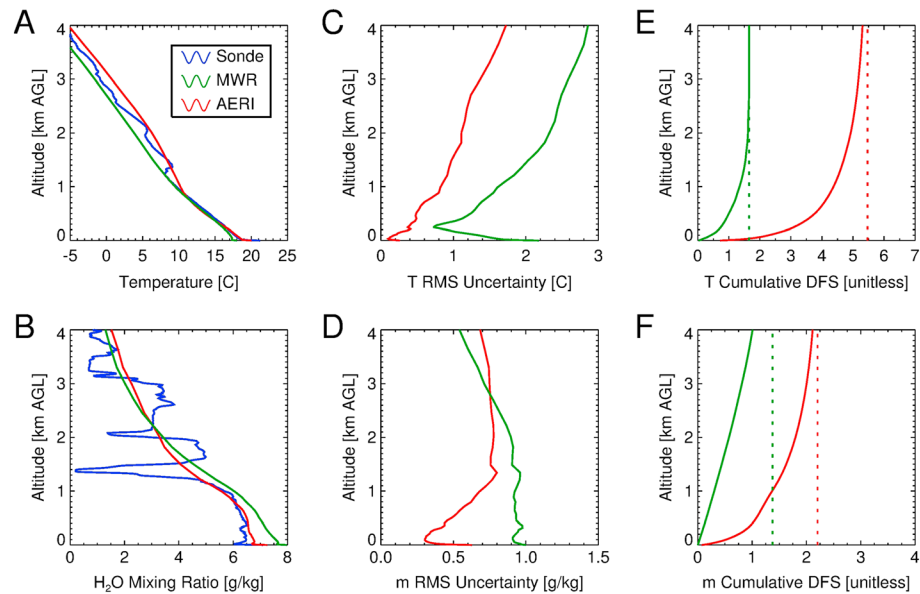 A
4
3
2
1
0
Altitude [km AGL]
-5 0 5 10 15 20 25
Temperature [C]
Sonde
MWR
AERI
C
4
3
2
1
0
Altitude [km AGL]
0 1 2 3
T RMS Uncertainty [C]
E
4
3
2
1
0
Altitude [km AGL]
0 1 2 3 4 5 6 7
T Cumulative DFS [unitless]
B
4
3
2
1
0
Altitude [km AGL]
0 2 4 6 8
H₂O Mixing Ratio [g/kg]
D
4
3
2
1
0
Altitude [km AGL]
0.0 0.5 1.0 1.5
m RMS Uncertainty [g/kg]
F
4
3
2
1
0
Altitude [km AGL]
0 1 2 3 4
m Cumulative DFS [unitless]